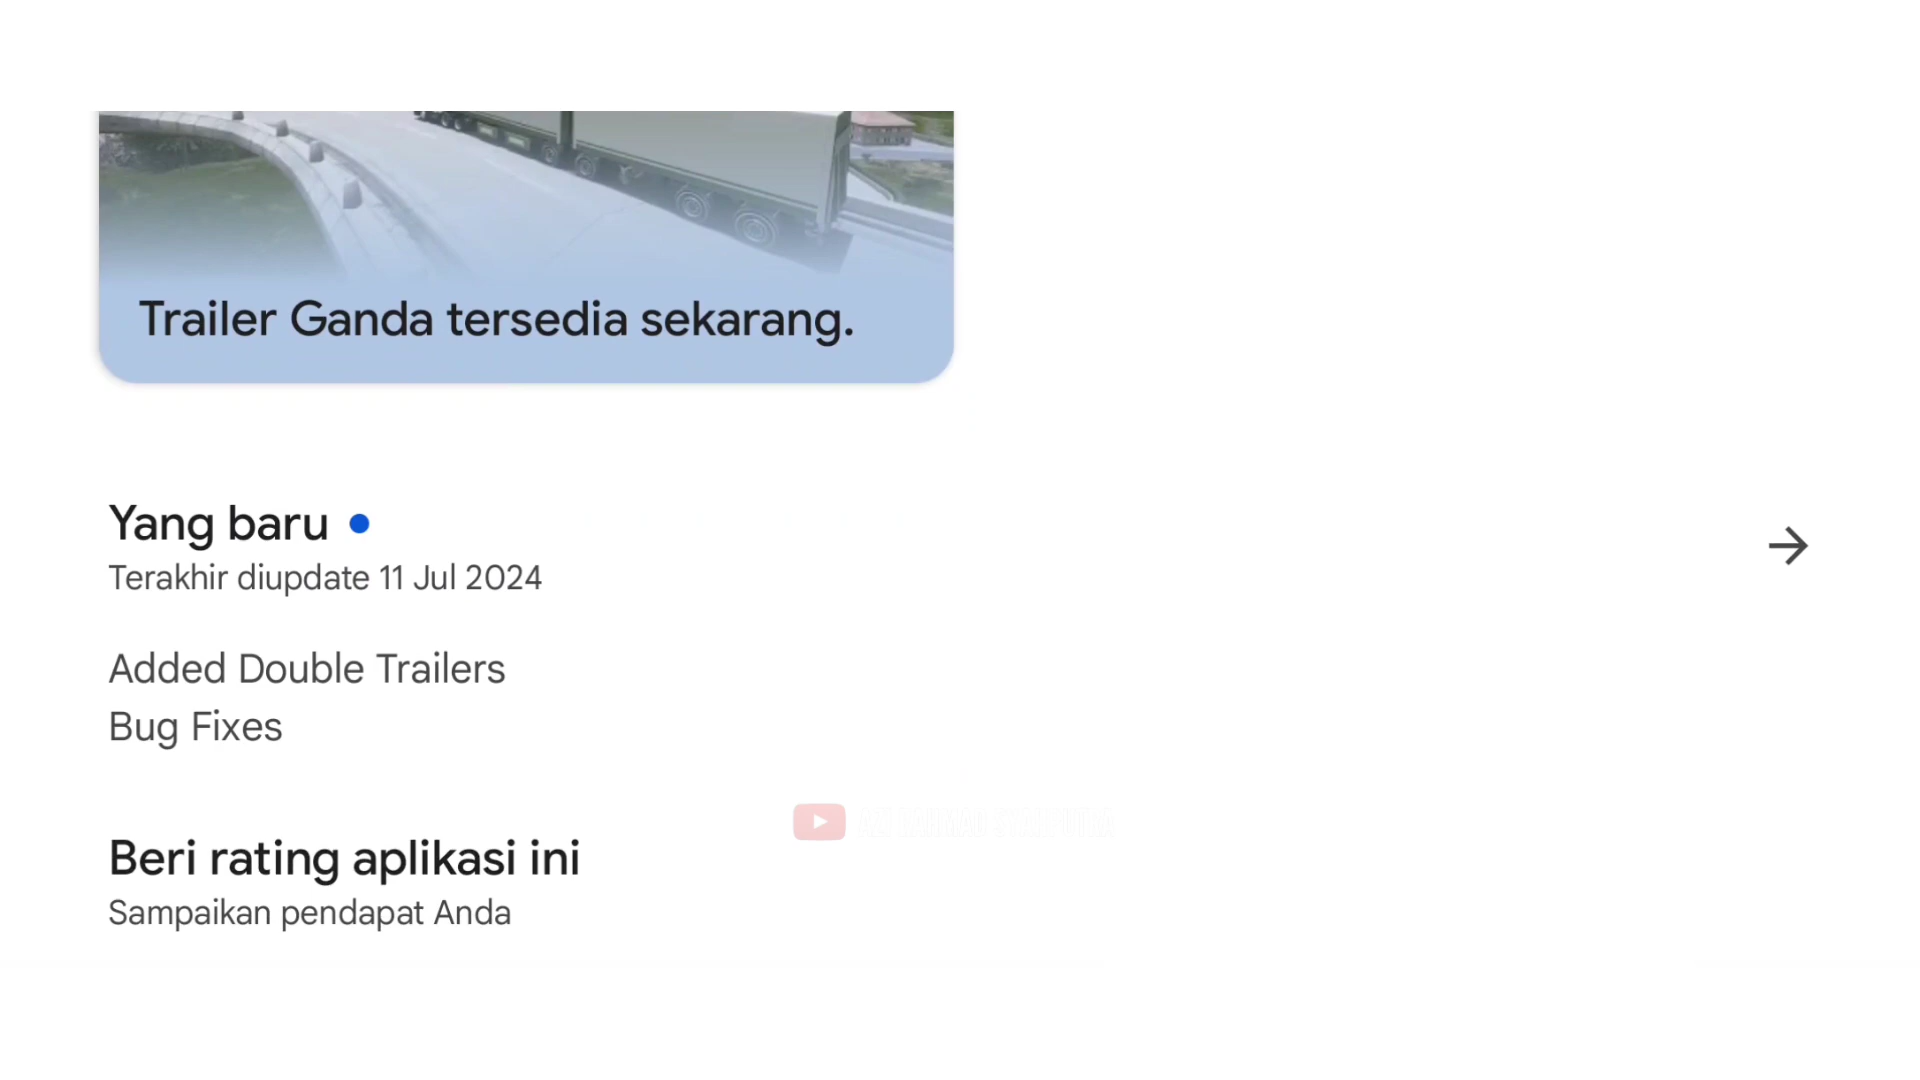 Trailer Ganda tersedia sekarang.
Yang baru
Terakhir diupdate 11 Jul 2024
Added Double Trailers
Bug Fixes
Beri rating aplikasi ini
Sampaikan pendapat Anda